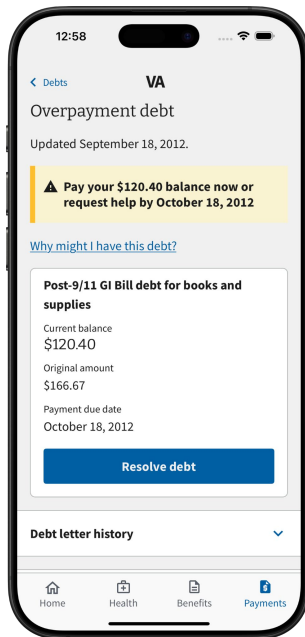 12:58
Debts
VA
Overpayment debt
Updated September 18, 2012.
Pay your $120.40 balance now or
request help by October 18, 2012
Why might I have this debt?
Post-9/11 GI Bill debt for books and
supplies
Current balance
$120.40
Original amount
$166.67
Payment due date
October 18, 2012
Resolve debt
Debt letter history
Home Health Benefits Payments